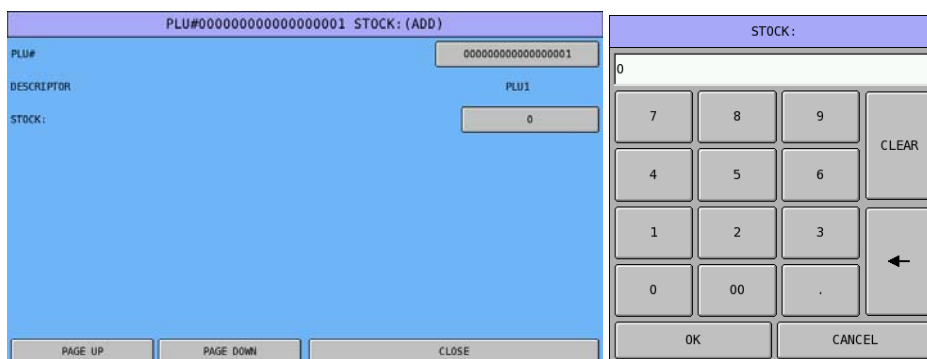 PLU#000000000000000001 STOCK:(ADD)
PLU# 000000000000000001
DESCRIPTOR PLU1
STOCK: 0
PAGE UP PAGE DOWN CLOSE
STOCK:
0
7 8 9 CLEAR
4 5 6
1 2 3
0 00 .
OK CANCEL